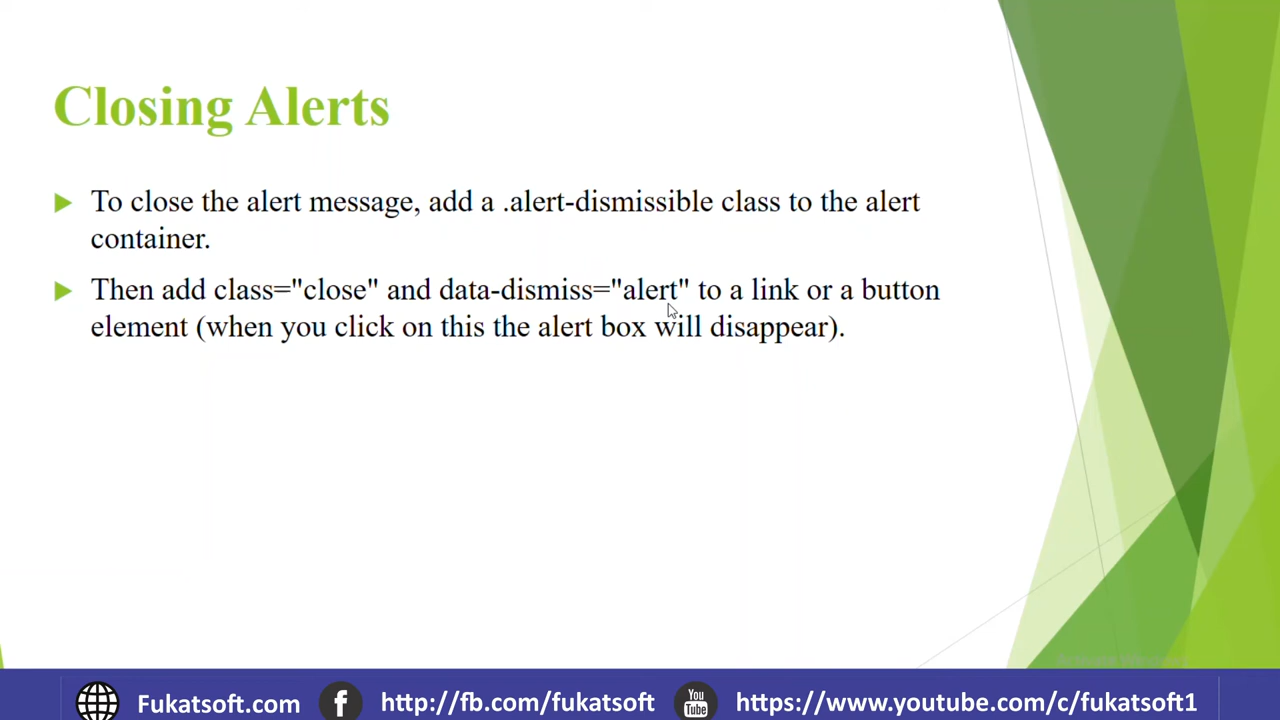 Closing Alerts
To close the alert message, add a .alert-dismissible class to the alert
container.
Then add class="close" and data-dismiss="alert" to a link or a button
element (when you click on this the alert box will disappear).
Fukatsoft.com
f
http://fb.com/fukatsoft
You
Tube
https://www.youtube.com/c/fukatsoft1